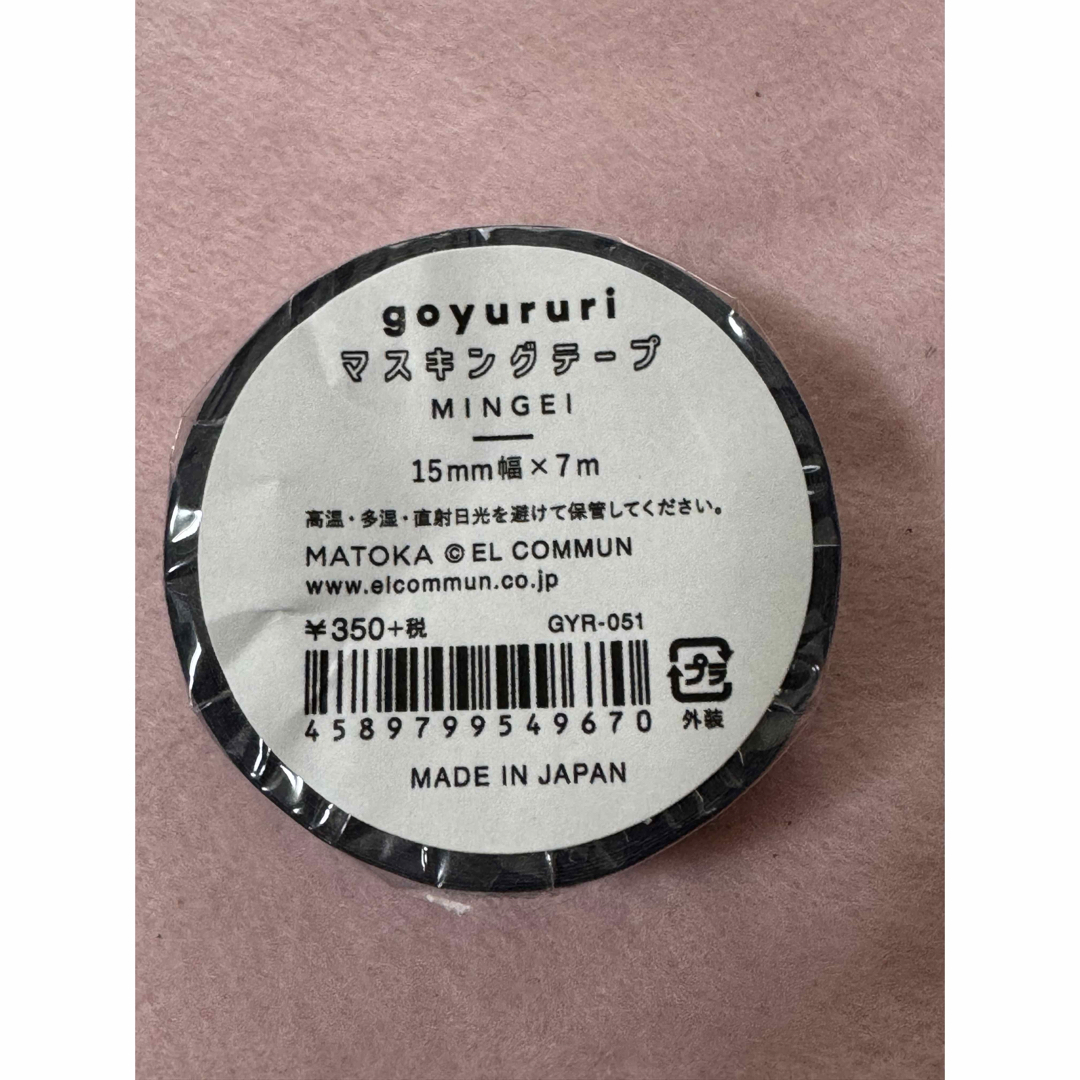 goyururi
マスキングテープ
MINGEI
15mm幅×7m
高温・多湿・直射日光を避けて保管してください。
MATOKA © EL COMMUN
www.elcommun.co.jp
¥350+税 GYR-051
4589799549670
プラ
外装
MADE IN JAPAN